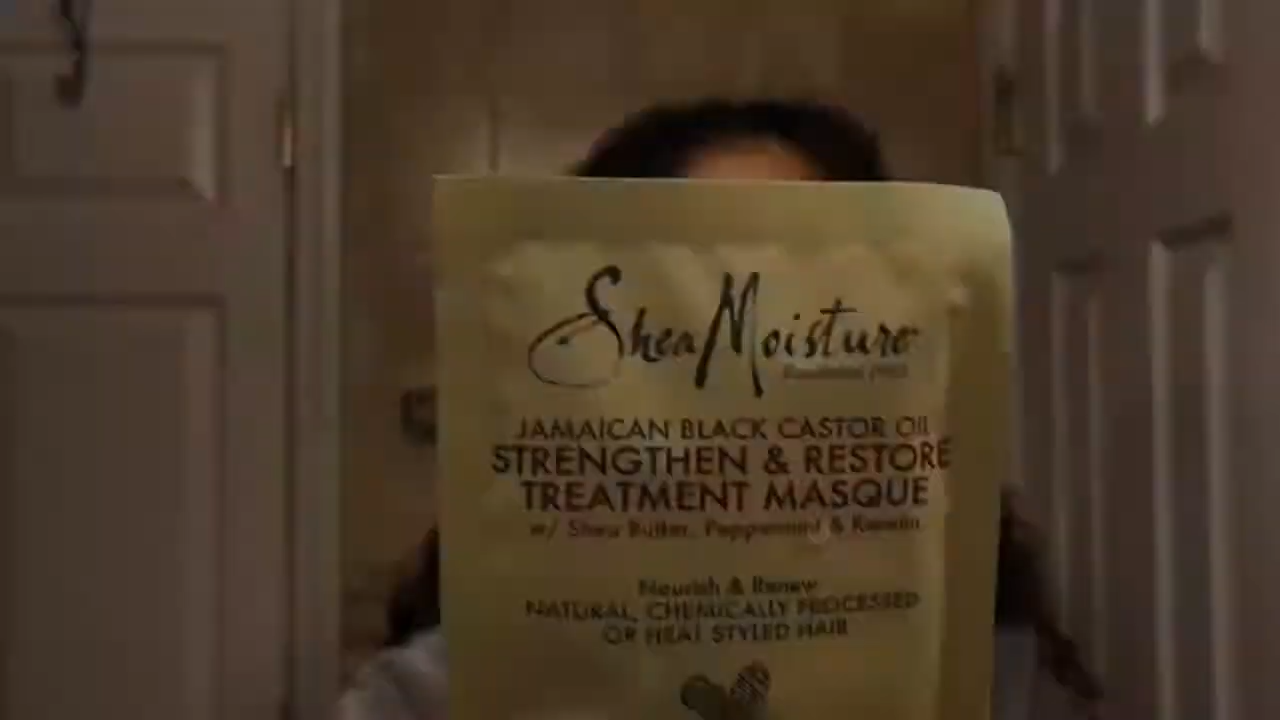 SheaMoisture
JAMAICAN BLACK CASTOR OIL
STRENGTHEN & RESTORE
TREATMENT MASQUE
w/ Shea Butter, Peppermint & Keratin
Nourish & Renew
NATURAL, CHEMICALLY PROCESSED
OR HEAT STYLED HAIR